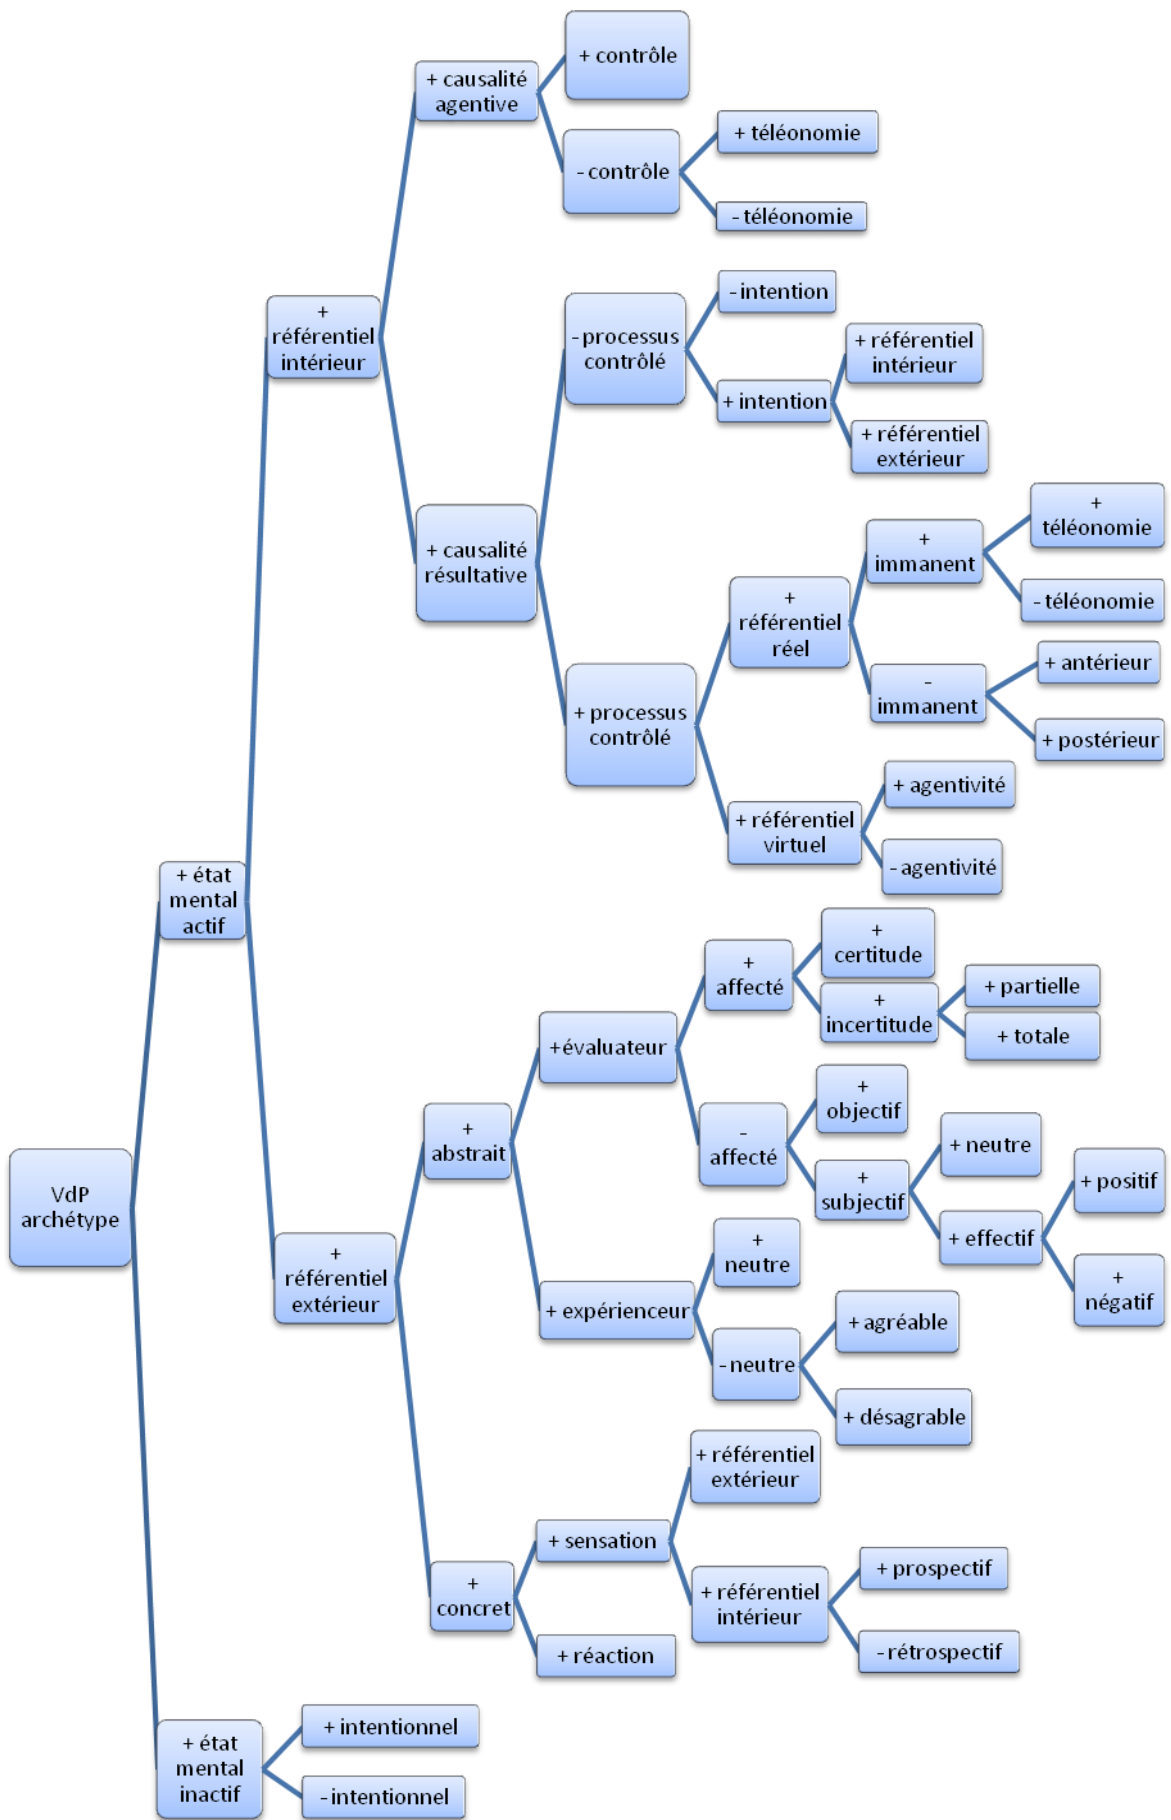 VdP
archétype
+ état
mental
actif
+
référentiel
intérieur
+ causalité
agentive
+ contrôle
- contrôle
+ téléonomie
- téléonomie
+ causalité
résultative
- processus
contrôlé
- intention
+ intention
+ référentiel
intérieur
+ référentiel
extérieur
+ processus
contrôlé
+
référentiel
réel
+
immanent
+
téléonomie
- téléonomie
-
immanent
+ antérieur
+ postérieur
+ référentiel
virtuel
+ agentivité
- agentivité
+
référentiel
extérieur
+
abstrait
+évaluateur
+
affecté
+
certitude
+
incertitude
+ partielle
+ totale
-
affecté
+
objectif
+
subjectif
+ neutre
+ effectif
+ positif
+
négatif
+ expérienceur
+
neutre
- neutre
+ agréable
+ désagrable
+
concret
+ sensation
+ référentiel
extérieur
+ référentiel
intérieur
+ prospectif
- rétrospectif
+ réaction
+ état
mental
inactif
+ intentionnel
- intentionnel